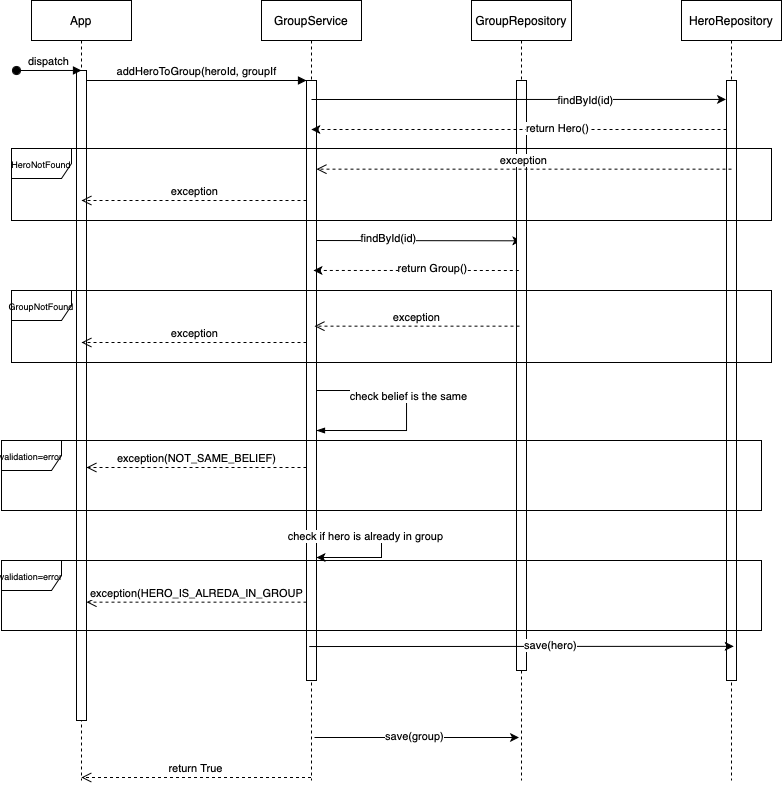 App
GroupService
GroupRepository
HeroRepository
dispatch
addHeroToGroup(heroId, groupIf
findById(id)
return Hero()
HeroNotFound
exception
exception
findById(id)
return Group()
GroupNotFound
exception
exception
check belief is the same
validation=error
exception(NOT_SAME_BELIEF)
check if hero is already in group
validation=error
exception(HERO_IS_ALREDA_IN_GROUP
save(hero)
save(group)
return True